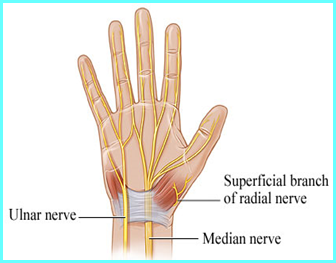 Superficial branch
of radial nerve
Ulnar nerve
Median nerve